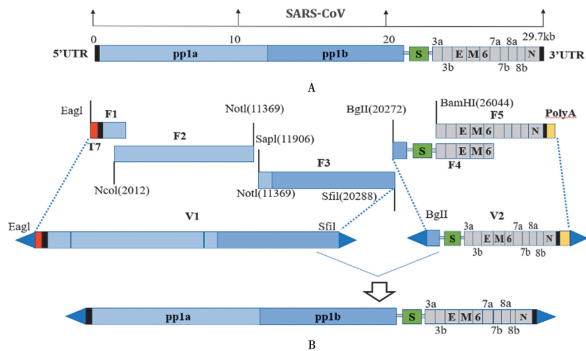 SARS-CoV
0 10 20 29.7kb
5'UTR pp1a pp1b S 3a E M 6 7a 8a N 3'UTR
3b 7b 8b
A
EagI F1 NotI(11369) BglI(20272) BamHI(26044)
F5 PolyA
T7 F2 SapI(11906) E M 6 N
F3 S E M 6
F4
NcoI(2012) NotI(11369) SfiI(20288)
EagI V1 SfiI BglI V2
S 3a E M 6 7a 8a N
3b 7b 8b
pp1a pp1b S 3a E M 6 7a 8a N
3b 7b 8b
B